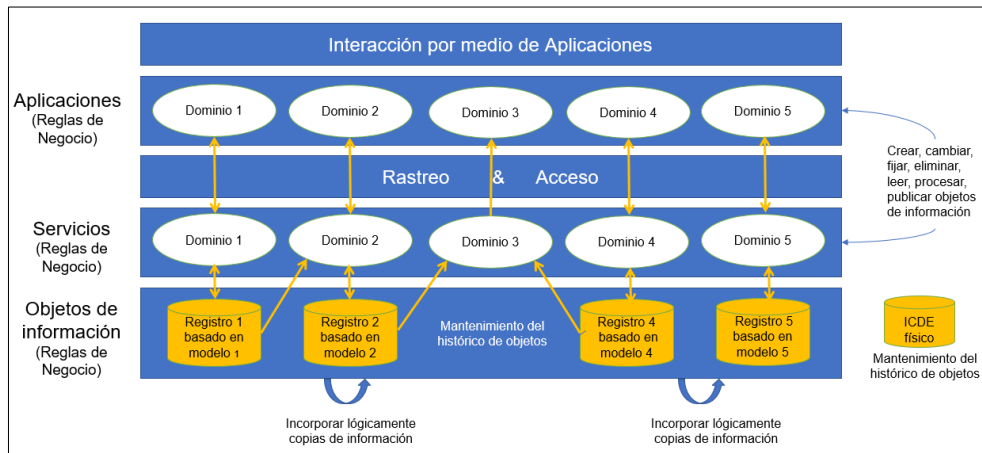 Interacción por medio de Aplicaciones
Aplicaciones
(Reglas de
Negocio)
Dominio 1
Dominio 2
Dominio 3
Dominio 4
Dominio 5
Crear, cambiar,
fijar, eliminar,
leer, procesar,
publicar objetos
de información
Rastreo & Acceso
Servicios
(Reglas de
Negocio)
Dominio 1
Dominio 2
Dominio 3
Dominio 4
Dominio 5
Objetos de
información
(Reglas de
Negocio)
Registro 1
basado en
modelo 1
Registro 2
basado en
modelo 2
Mantenimiento del
histórico de objetos
Registro 4
basado en
modelo 4
Registro 5
basado en
modelo 5
ICDE
físico
Mantenimiento del
histórico de objetos
Incorporar lógicamente
copias de información
Incorporar lógicamente
copias de información